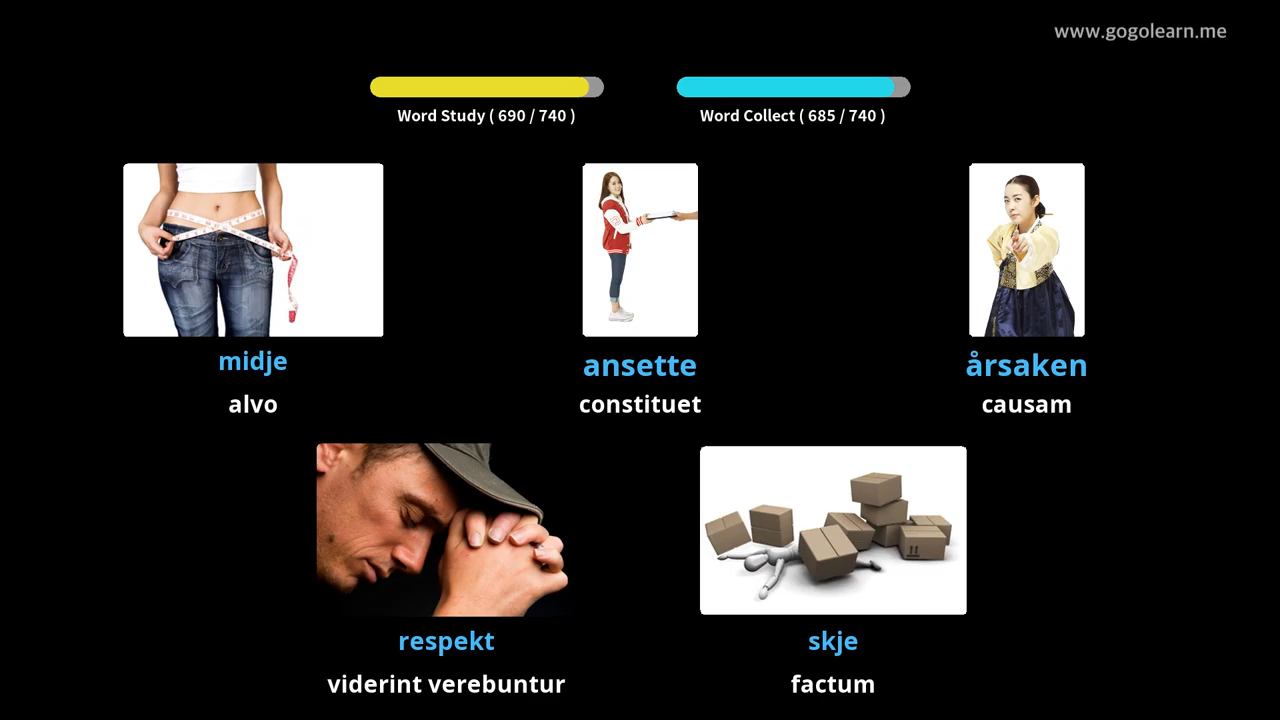 www.gogolearn.me
Word Study ( 690 / 740 )
Word Collect ( 685 / 740 )
midje
ansette
årsaken
alvo
constituet
causam
respekt
skje
viderint verebuntur
factum